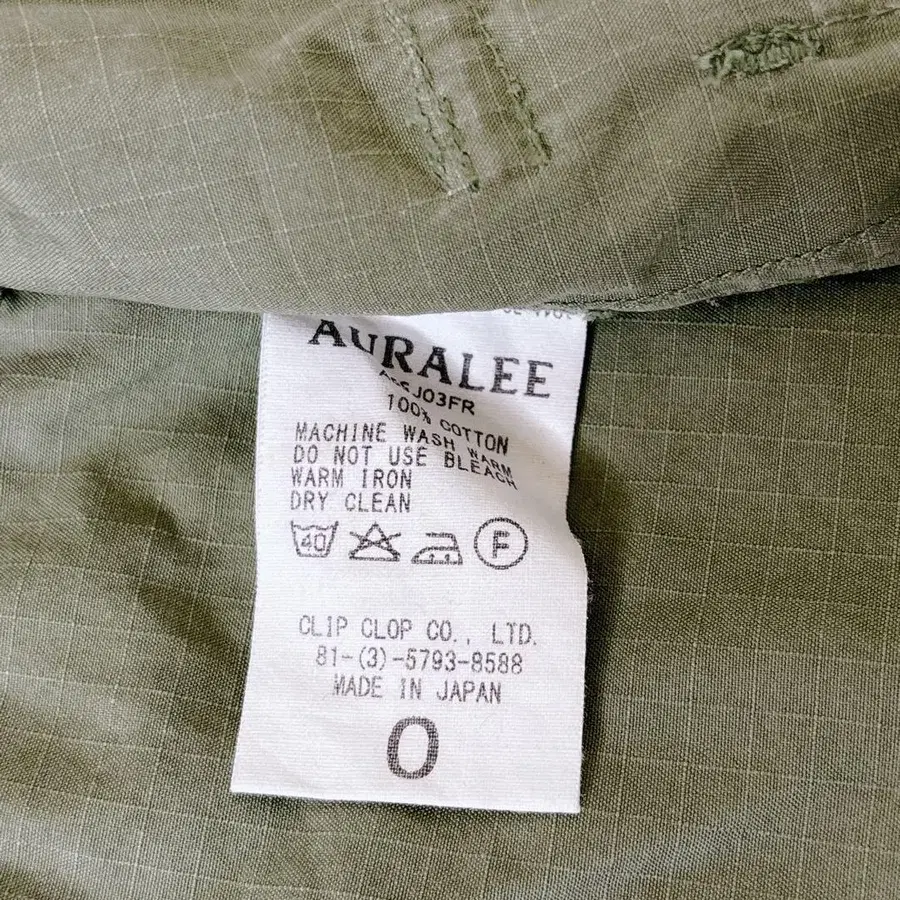 AURALEE
100% COTTON
MACHINE WASH WARM
DO NOT USE BLEACH
WARM IRON
DRY CLEAN
40
F
CLIP CLOP CO., LTD.
81-(3)-5793-8588
MADE IN JAPAN
0